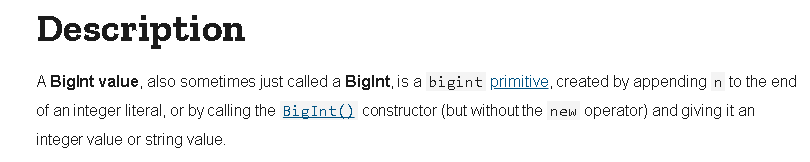 Description
A BigInt value, also sometimes just called a BigInt, is a bigint primitive, created by appending n to the end
of an integer literal, or by calling the BigInt() constructor (but without the new operator) and giving it an
integer value or string value.